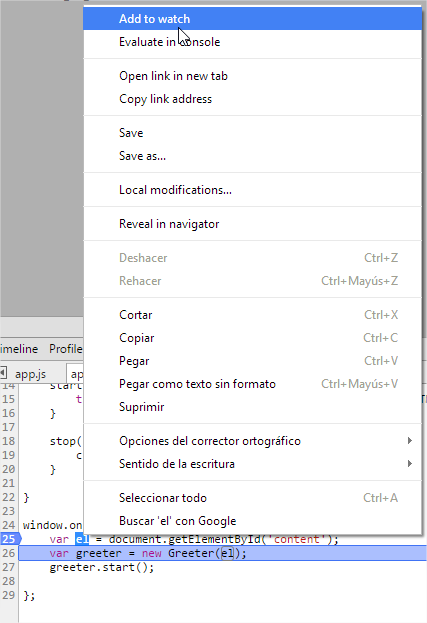 Add to watch
Evaluate in console
Open link in new tab
Copy link address
Save
Save as...
Local modifications...
Reveal in navigator
Deshacer Ctrl+Z
Rehacer Ctrl+Mayús+Z
Cortar Ctrl+X
Copiar Ctrl+C
Pegar Ctrl+V
Pegar como texto sin formato Ctrl+Mayús+V
Suprimir
Opciones del corrector ortográfico
Sentido de la escritura
Seleccionar todo Ctrl+A
Buscar 'el' con Google
imeline Profile
app.js ap
14 star
15 t
16 }
17
18 stop(
19 c
20 }
21
22 }
23
24 window.on
25 var el = document.getElementById('content');
26 var greeter = new Greeter(el);
27 greeter.start();
28
29 };